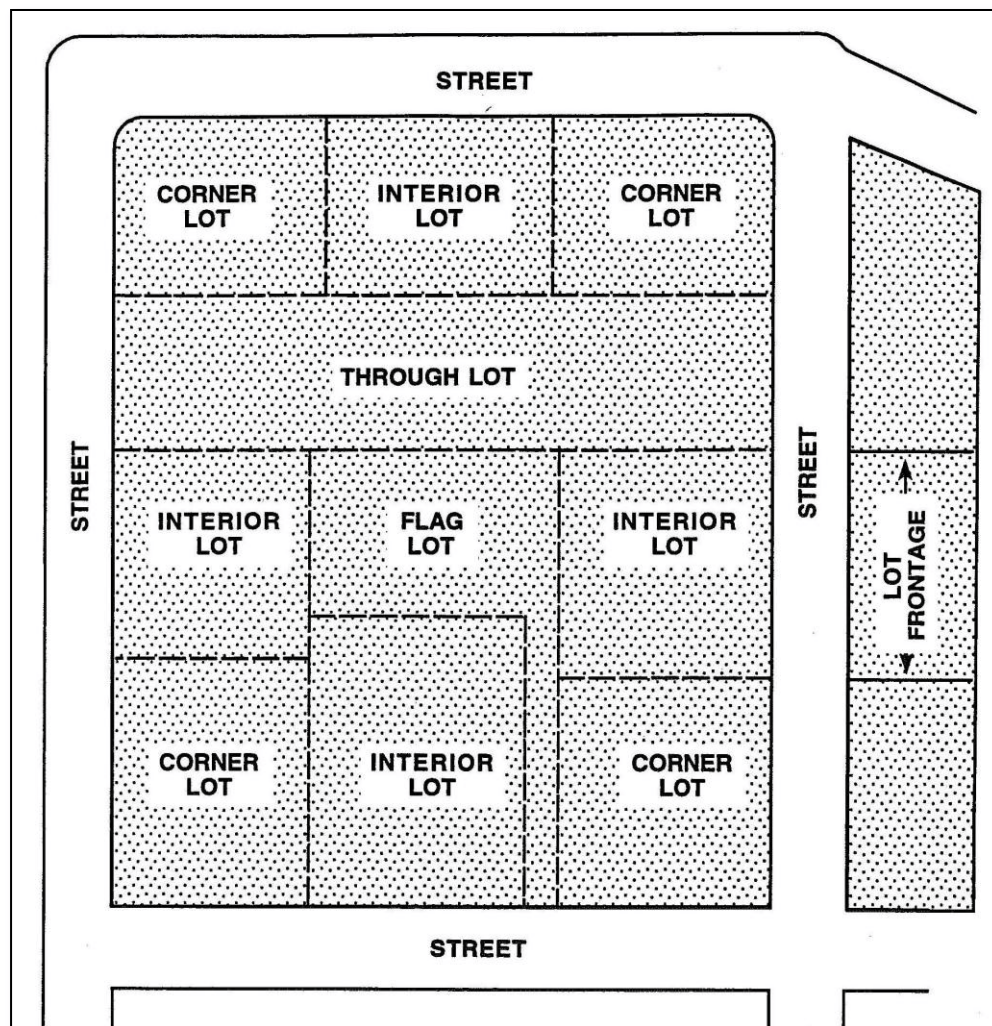 STREET
CORNER
LOT
INTERIOR
LOT
CORNER
LOT
THROUGH LOT
STREET
STREET
INTERIOR
LOT
FLAG
LOT
INTERIOR
LOT
LOT
FRONTAGE
CORNER
LOT
INTERIOR
LOT
CORNER
LOT
STREET